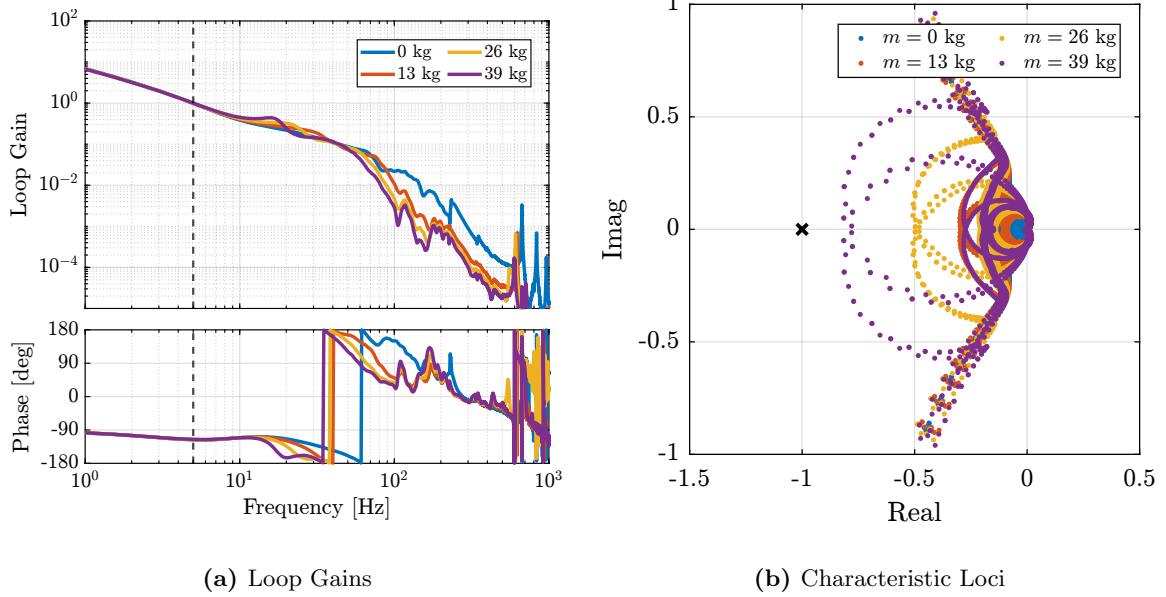 10^2
10^0
10^-2
10^-4
Loop Gain
0 kg
26 kg
13 kg
39 kg
180
90
0
-90
-180
Phase [deg]
10^0
10^1
10^2
10^3
Frequency [Hz]
(a) Loop Gains
1
0.5
0
-0.5
-1
Imag
m = 0 kg
m = 26 kg
m = 13 kg
m = 39 kg
-1.5
-1
-0.5
0
0.5
Real
(b) Characteristic Loci